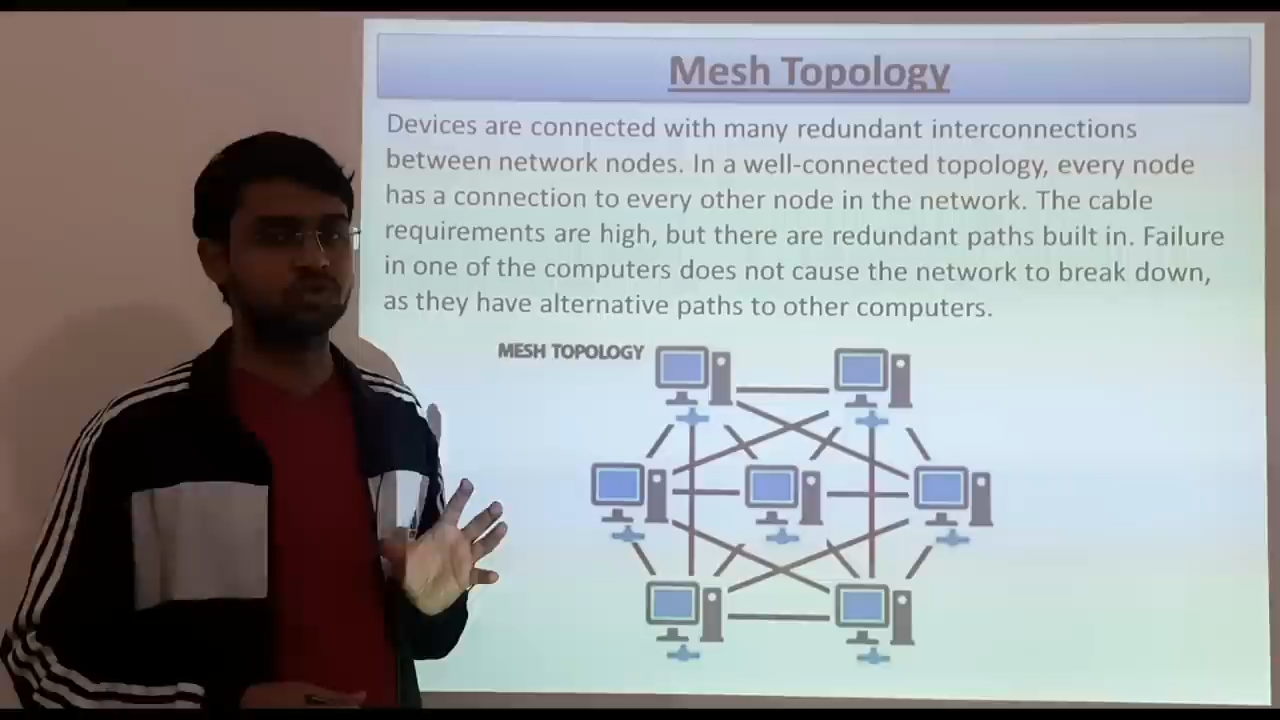 Mesh Topology
Devices are connected with many redundant interconnections
between network nodes. In a well-connected topology, every node
has a connection to every other node in the network. The cable
requirements are high, but there are redundant paths built in. Failure
in one of the computers does not cause the network to break down,
as they have alternative paths to other computers.
MESH TOPOLOGY